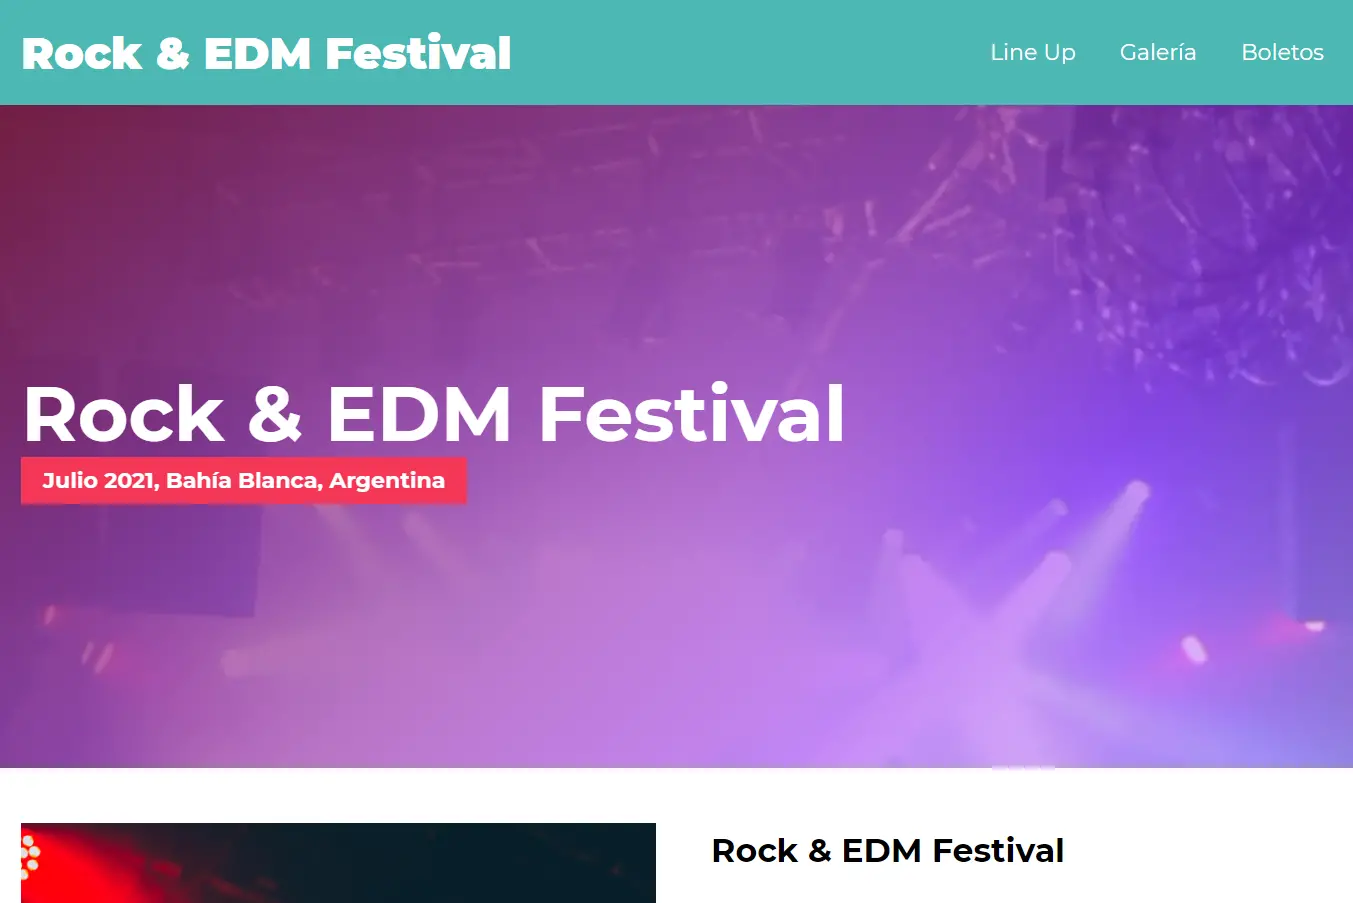 Rock & EDM Festival
Line Up
Galería
Boletos
Rock & EDM Festival
Julio 2021, Bahía Blanca, Argentina
Rock & EDM Festival